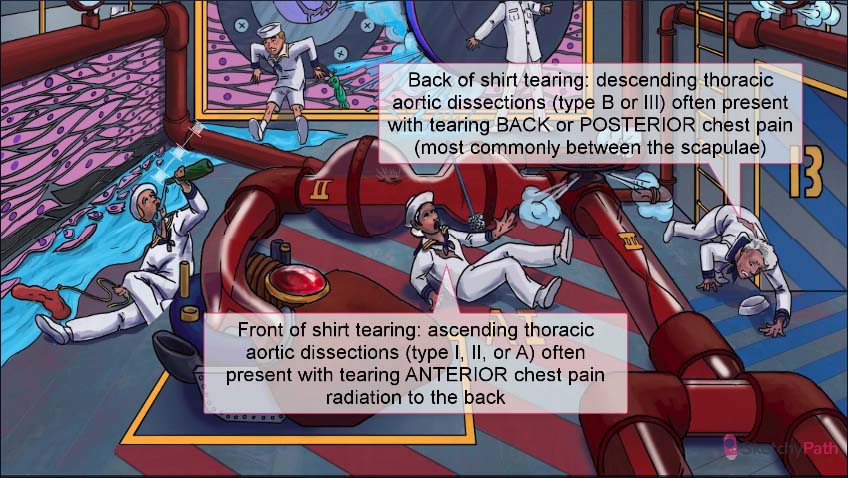 Back of shirt tearing: descending thoracic
aortic dissections (type B or III) often present
with tearing BACK or POSTERIOR chest pain
(most commonly between the scapulae)
B
II
III
A I
Front of shirt tearing: ascending thoracic
aortic dissections (type I, II, or A) often
present with tearing ANTERIOR chest pain
radiation to the back
SketchyPath